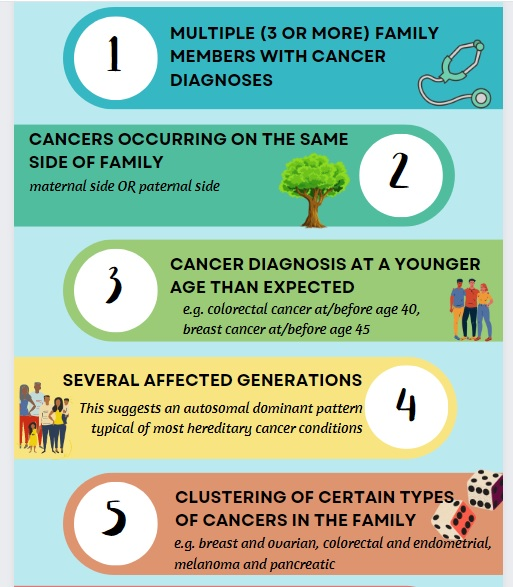 1
MULTIPLE (3 OR MORE) FAMILY
MEMBERS WITH CANCER
DIAGNOSES
2
CANCERS OCCURRING ON THE SAME
SIDE OF FAMILY
maternal side OR paternal side
3
CANCER DIAGNOSIS AT A YOUNGER
AGE THAN EXPECTED
e.g. colorectal cancer at/before age 40,
breast cancer at/before age 45
4
SEVERAL AFFECTED GENERATIONS
This suggests an autosomal dominant pattern
typical of most hereditary cancer conditions
5
CLUSTERING OF CERTAIN TYPES
OF CANCERS IN THE FAMILY
e.g. breast and ovarian, colorectal and endometrial,
melanoma and pancreatic